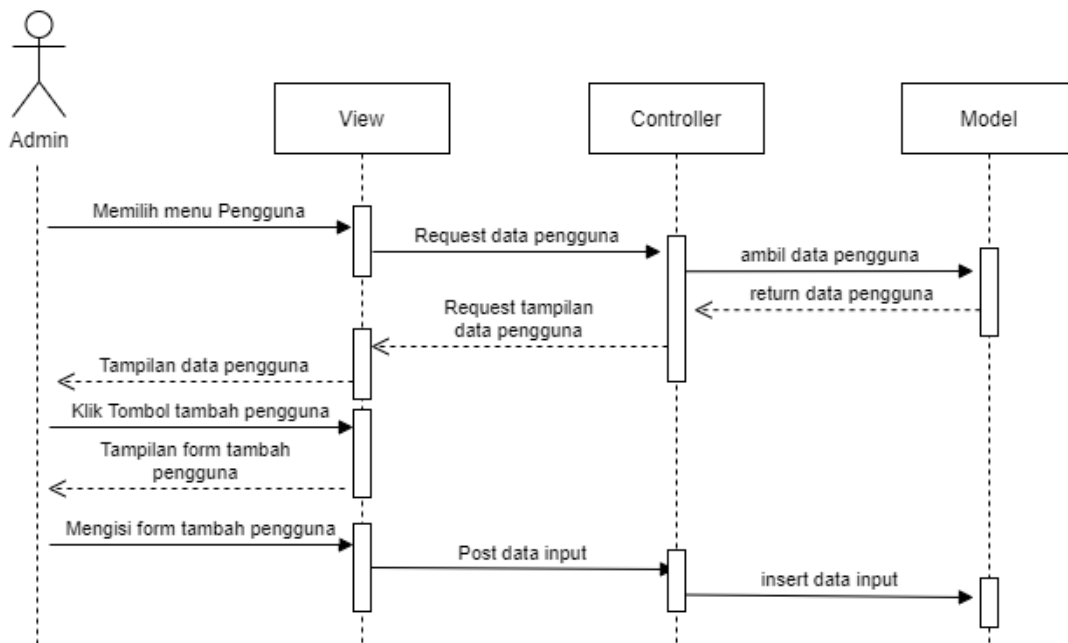 Admin
View
Controller
Model
Memilih menu Pengguna
Request data pengguna
ambil data pengguna
return data pengguna
Request tampilan
data pengguna
Tampilan data pengguna
Klik Tombol tambah pengguna
Tampilan form tambah
pengguna
Mengisi form tambah pengguna
Post data input
insert data input